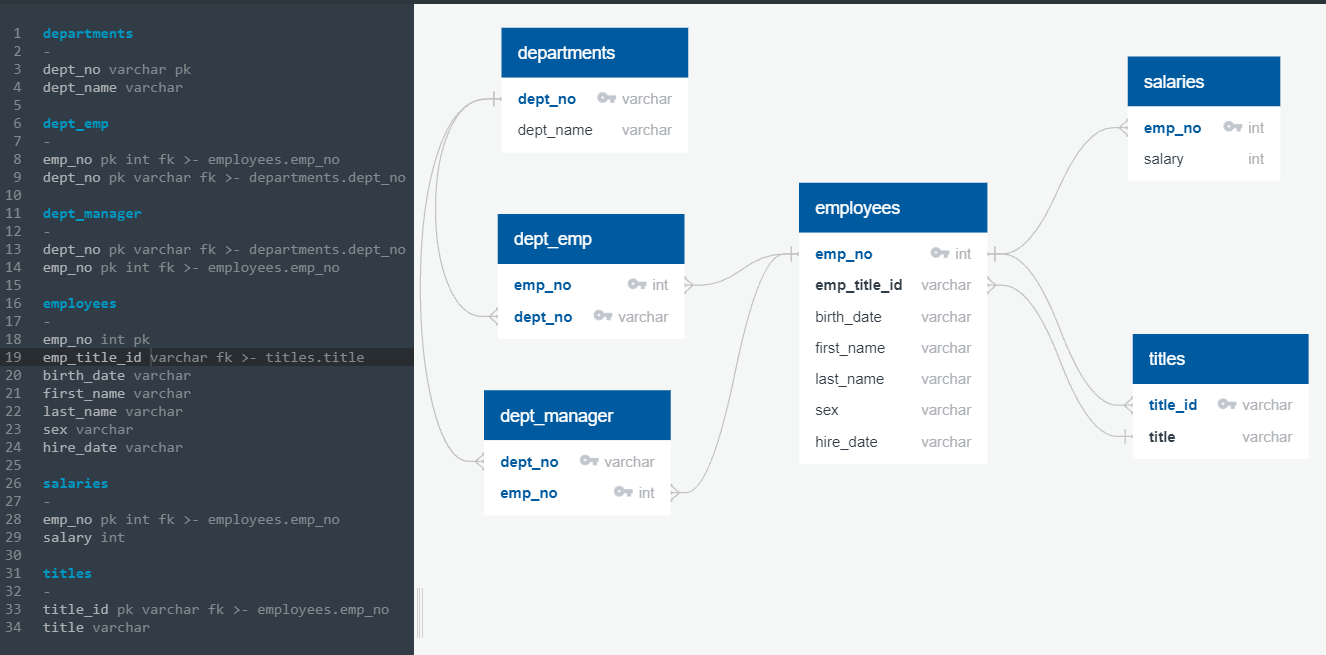 1 departments
2 -
3 dept_no varchar pk
4 dept_name varchar
5
6 dept_emp
7 -
8 emp_no pk int fk >- employees.emp_no
9 dept_no pk varchar fk >- departments.dept_no
10
11 dept_manager
12 -
13 dept_no pk varchar fk >- departments.dept_no
14 emp_no pk int fk >- employees.emp_no
15
16 employees
17 -
18 emp_no int pk
19 emp_title_id varchar fk >- titles.title
20 birth_date varchar
21 first_name varchar
22 last_name varchar
23 sex varchar
24 hire_date varchar
25
26 salaries
27 -
28 emp_no pk int fk >- employees.emp_no
29 salary int
30
31 titles
32 -
33 title_id pk varchar fk >- employees.emp_no
34 title varchar
departments
dept_no varchar
dept_name varchar
dept_emp
emp_no int
dept_no varchar
dept_manager
dept_no varchar
emp_no int
employees
emp_no int
emp_title_id varchar
birth_date varchar
first_name varchar
last_name varchar
sex varchar
hire_date varchar
salaries
emp_no int
salary int
titles
title_id varchar
title varchar